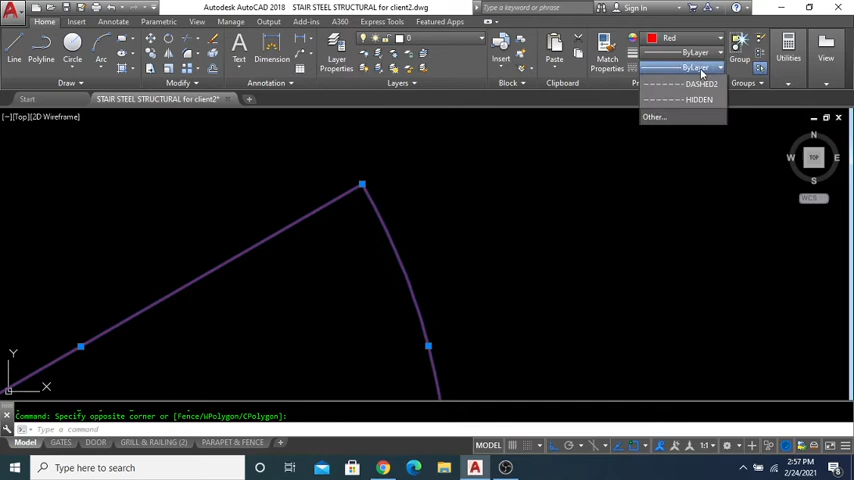 Autodesk AutoCAD 2018 STAIR STEEL STRUCTURAL for client2.dwg Type a keyword or phrase Sign In
Home Insert Annotate Parametric View Manage Output Add-ins A360 Express Tools Featured Apps
Red
ByLayer
ByLayer
Line Polyline Circle Arc Text Dimension Layer Properties 0 Insert Paste Match Properties Group Utilities View
Draw Modify Annotation Layers Block Clipboard Groups
DASHED2
HIDDEN
Other...
Start STAIR STEEL STRUCTURAL for client2*
[−][Top][2D Wireframe]
N
W TOP E
S
WCS
Y
X
Command: Specify opposite corner or [Fence/WPolygon/CPolygon]:
Type a command
Model GATES DOOR GRILL & RAILING (2) PARAPET & FENCE + MODEL 1:1
Type here to search
2:57 PM
2/24/2021
8